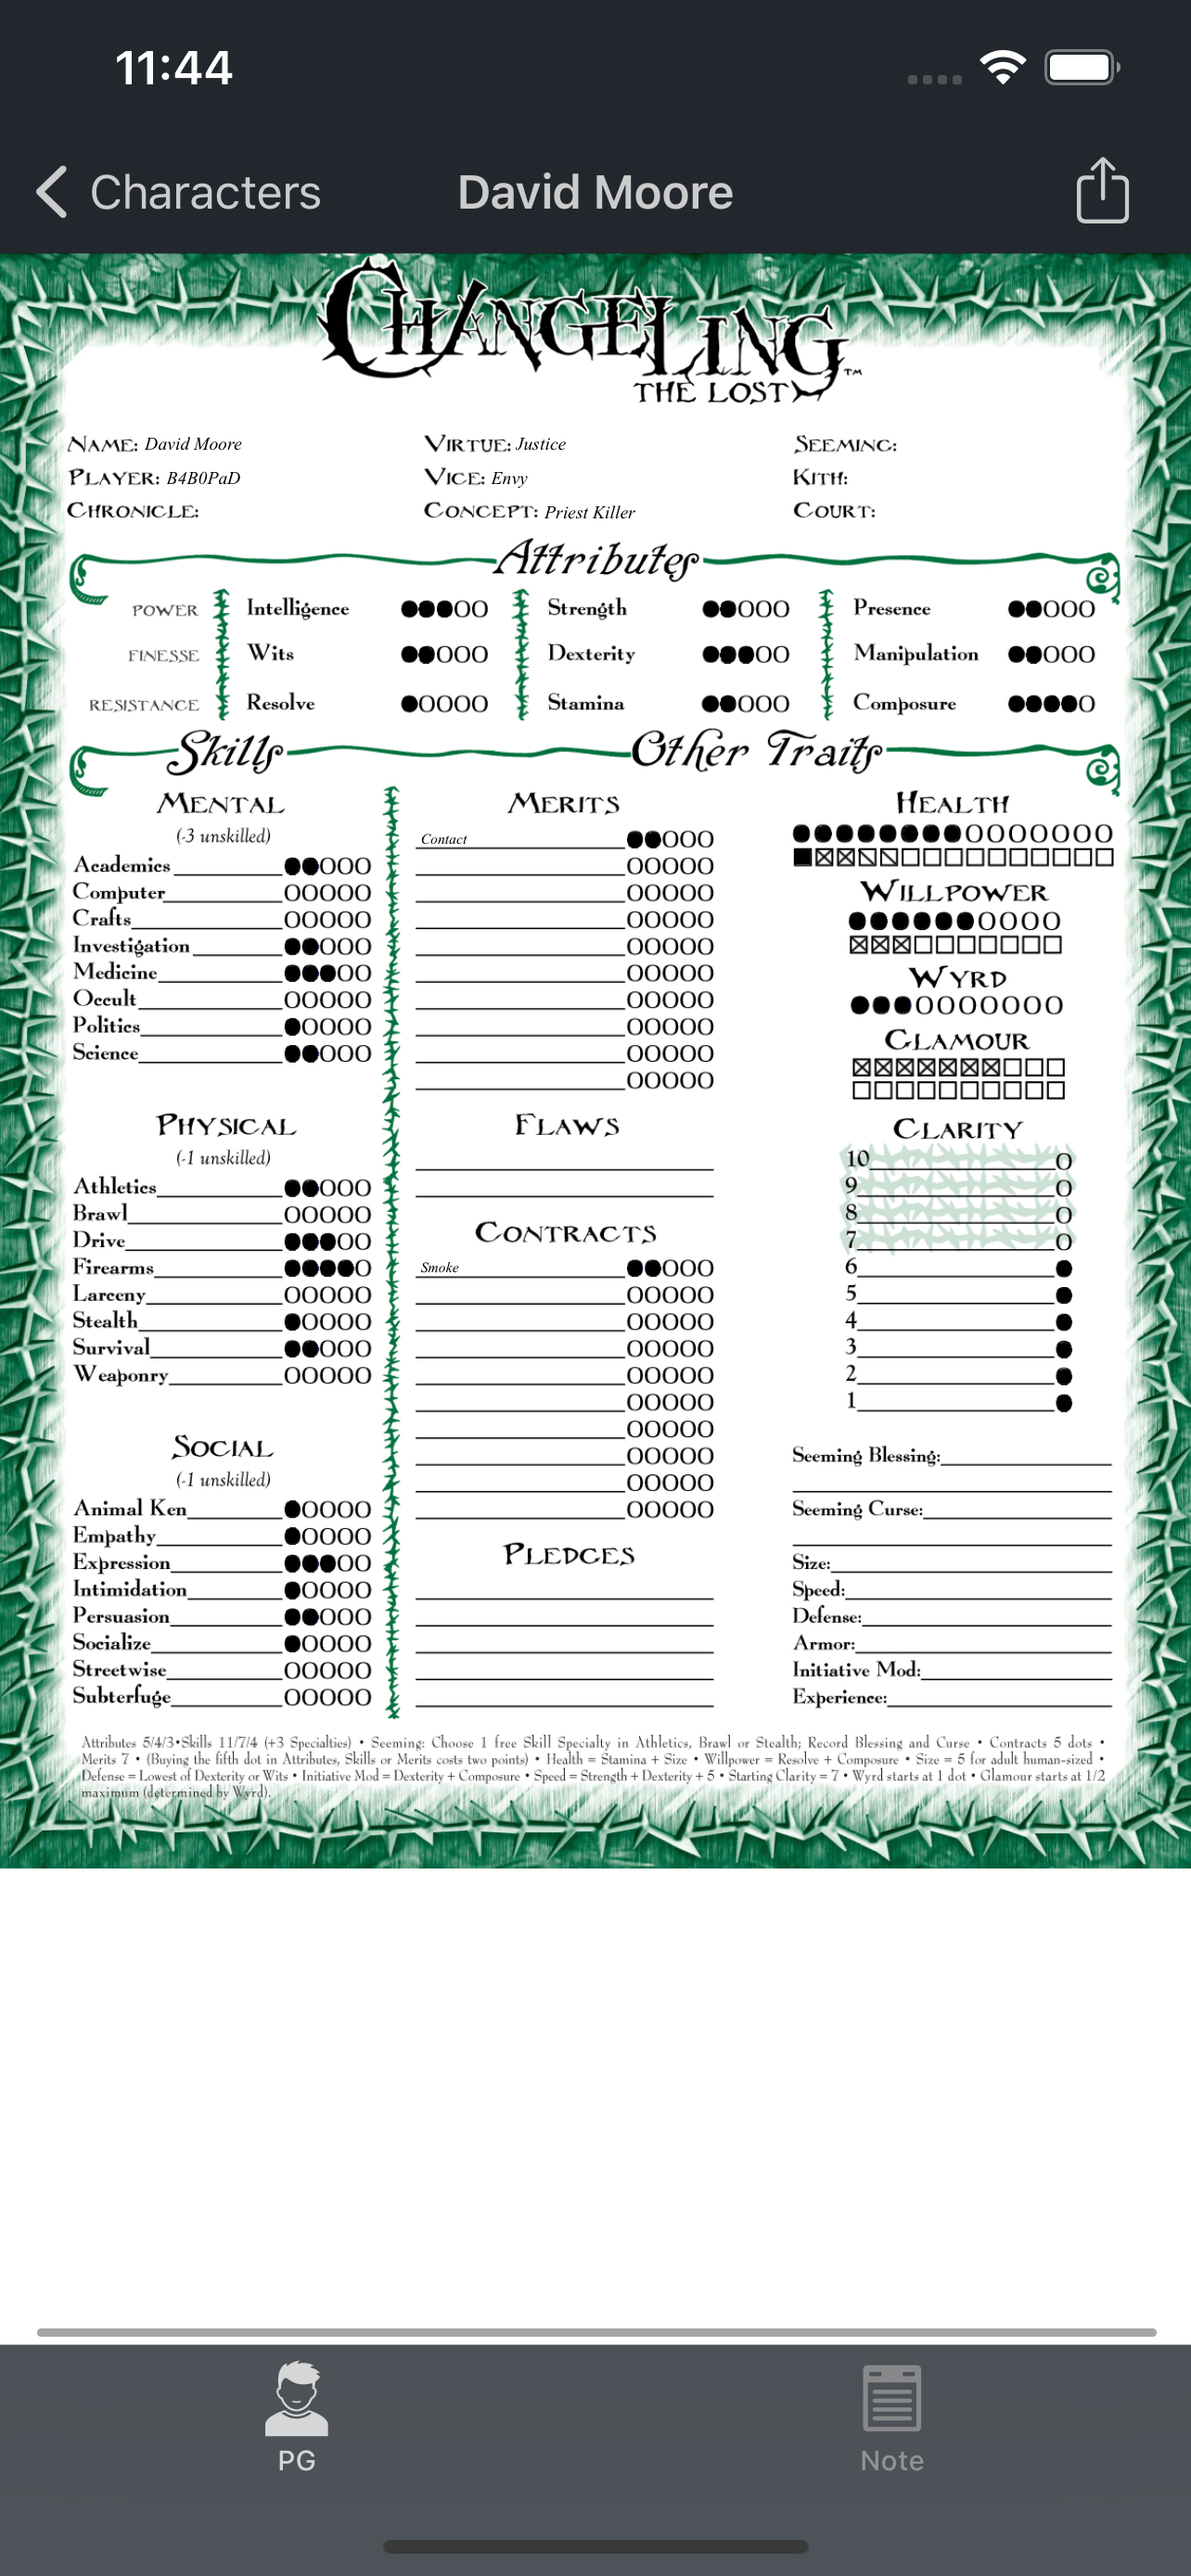 11:44
Characters
David Moore
CHANGELING™
THE LOST
NAME: David Moore
VIRTUE: Justice
SEEMING:
PLAYER: B4B0PaD
VICE: Envy
KITH:
CHRONICLE:
CONCEPT: Priest Killer
COURT:
Attributes
POWER Intelligence Strength Presence
FINESSE Wits Dexterity Manipulation
RESISTANCE Resolve Stamina Composure
Skills
Other Traits
MENTAL
(-3 unskilled)
Academics
Computer
Crafts
Investigation
Medicine
Occult
Politics
Science
PHYSICAL
(-1 unskilled)
Athletics
Brawl
Drive
Firearms
Larceny
Stealth
Survival
Weaponry
SOCIAL
(-1 unskilled)
Animal Ken
Empathy
Expression
Intimidation
Persuasion
Socialize
Streetwise
Subterfuge
MERITS
Contact
FLAWS
CONTRACTS
Smoke
PLEDGES
HEALTH
WILLPOWER
WYRD
GLAMOUR
CLARITY
10
9
8
7
6
5
4
3
2
1
Seeming Blessing:
Seeming Curse:
Size:
Speed:
Defense:
Armor:
Initiative Mod:
Experience:
Attributes 5/4/3•Skills 11/7/4 (+3 Specialties) • Seeming: Choose 1 free Skill Specialty in Athletics, Brawl or Stealth; Record Blessing and Curse • Contracts 5 dots •
Merits 7 • (Buying the fifth dot in Attributes, Skills or Merits costs two points) • Health = Stamina + Size • Willpower = Resolve + Composure • Size = 5 for adult human-sized •
Defense = Lowest of Dexterity or Wits • Initiative Mod = Dexterity + Composure • Speed = Strength + Dexterity + 5 • Starting Clarity = 7 • Wyrd starts at 1 dot • Glamour starts at 1/2
maximum (determined by Wyrd).
PG
Note